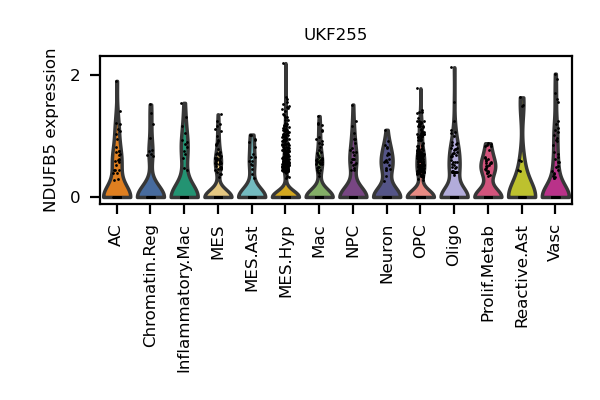 UKF255
NDUFB5 expression
2
0
AC
Chromatin.Reg
Inflammatory.Mac
MES
MES.Ast
MES.Hyp
Mac
NPC
Neuron
OPC
Oligo
Prolif.Metab
Reactive.Ast
Vasc